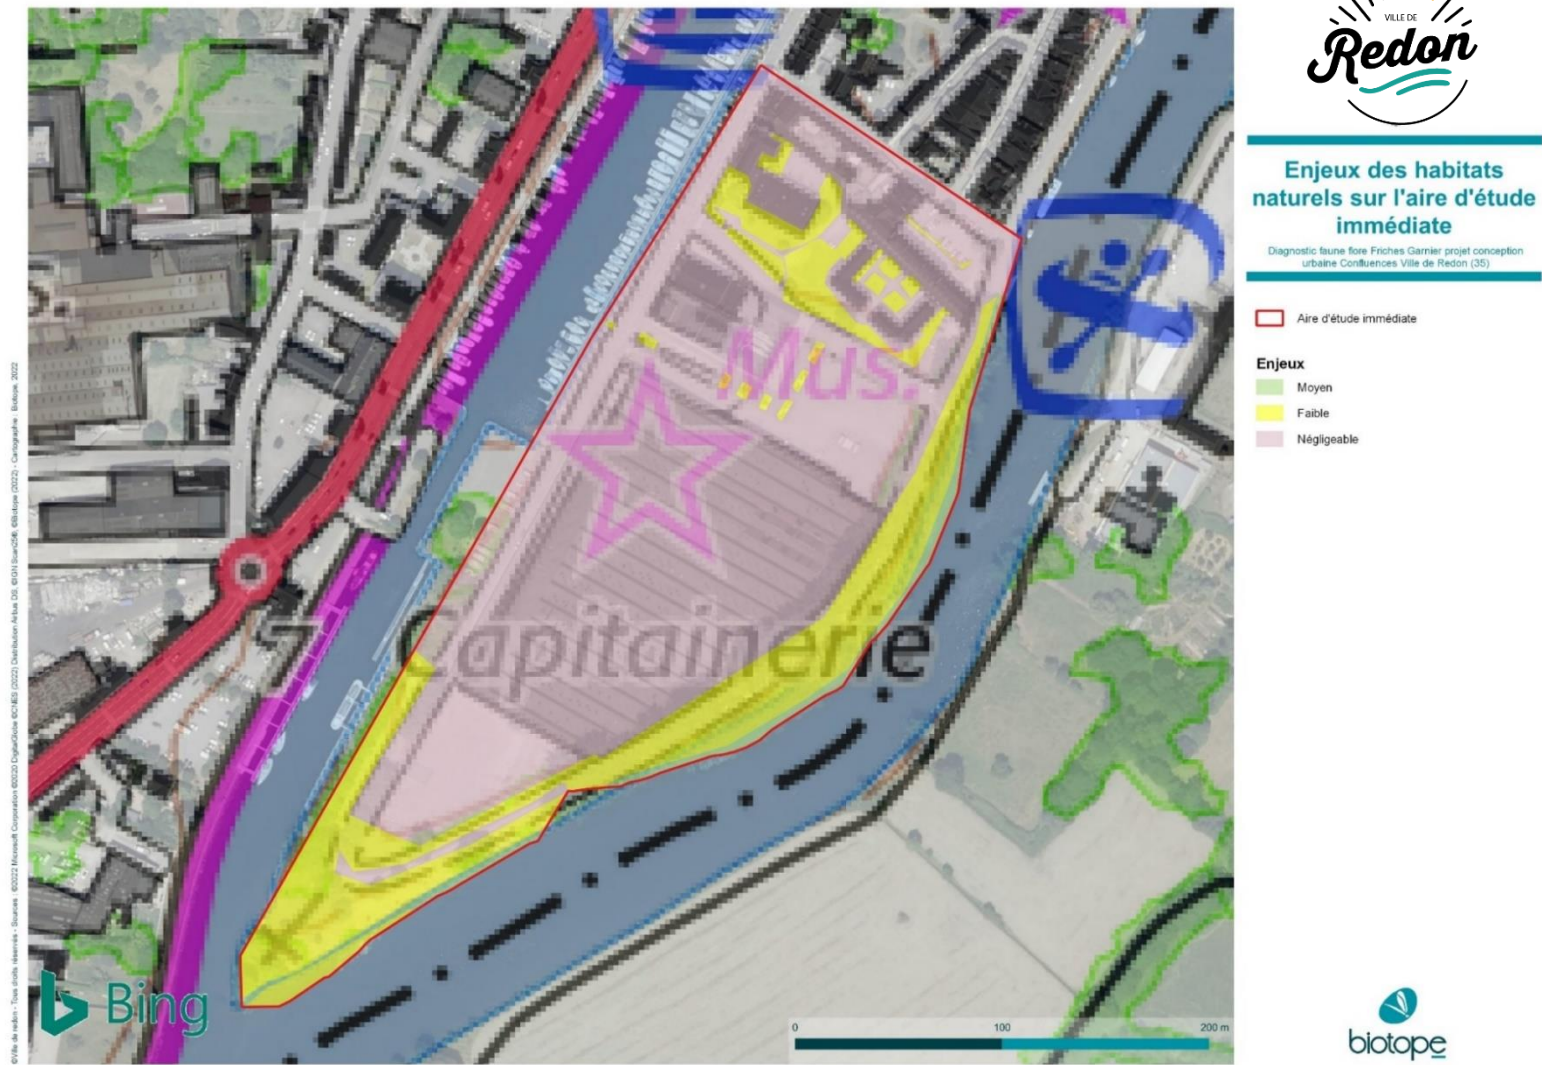 VILLE DE
Redon
Enjeux des habitats
naturels sur l'aire d'étude
immédiate
Diagnostic faune flore Friches Garnier projet conception
urbaine Confluences Ville de Redon (35)
Aire d'étude immédiate
Enjeux
Moyen
Faible
Négligeable
Mus.
7 Capitainerie
Bing
0 100 200 m
biotope